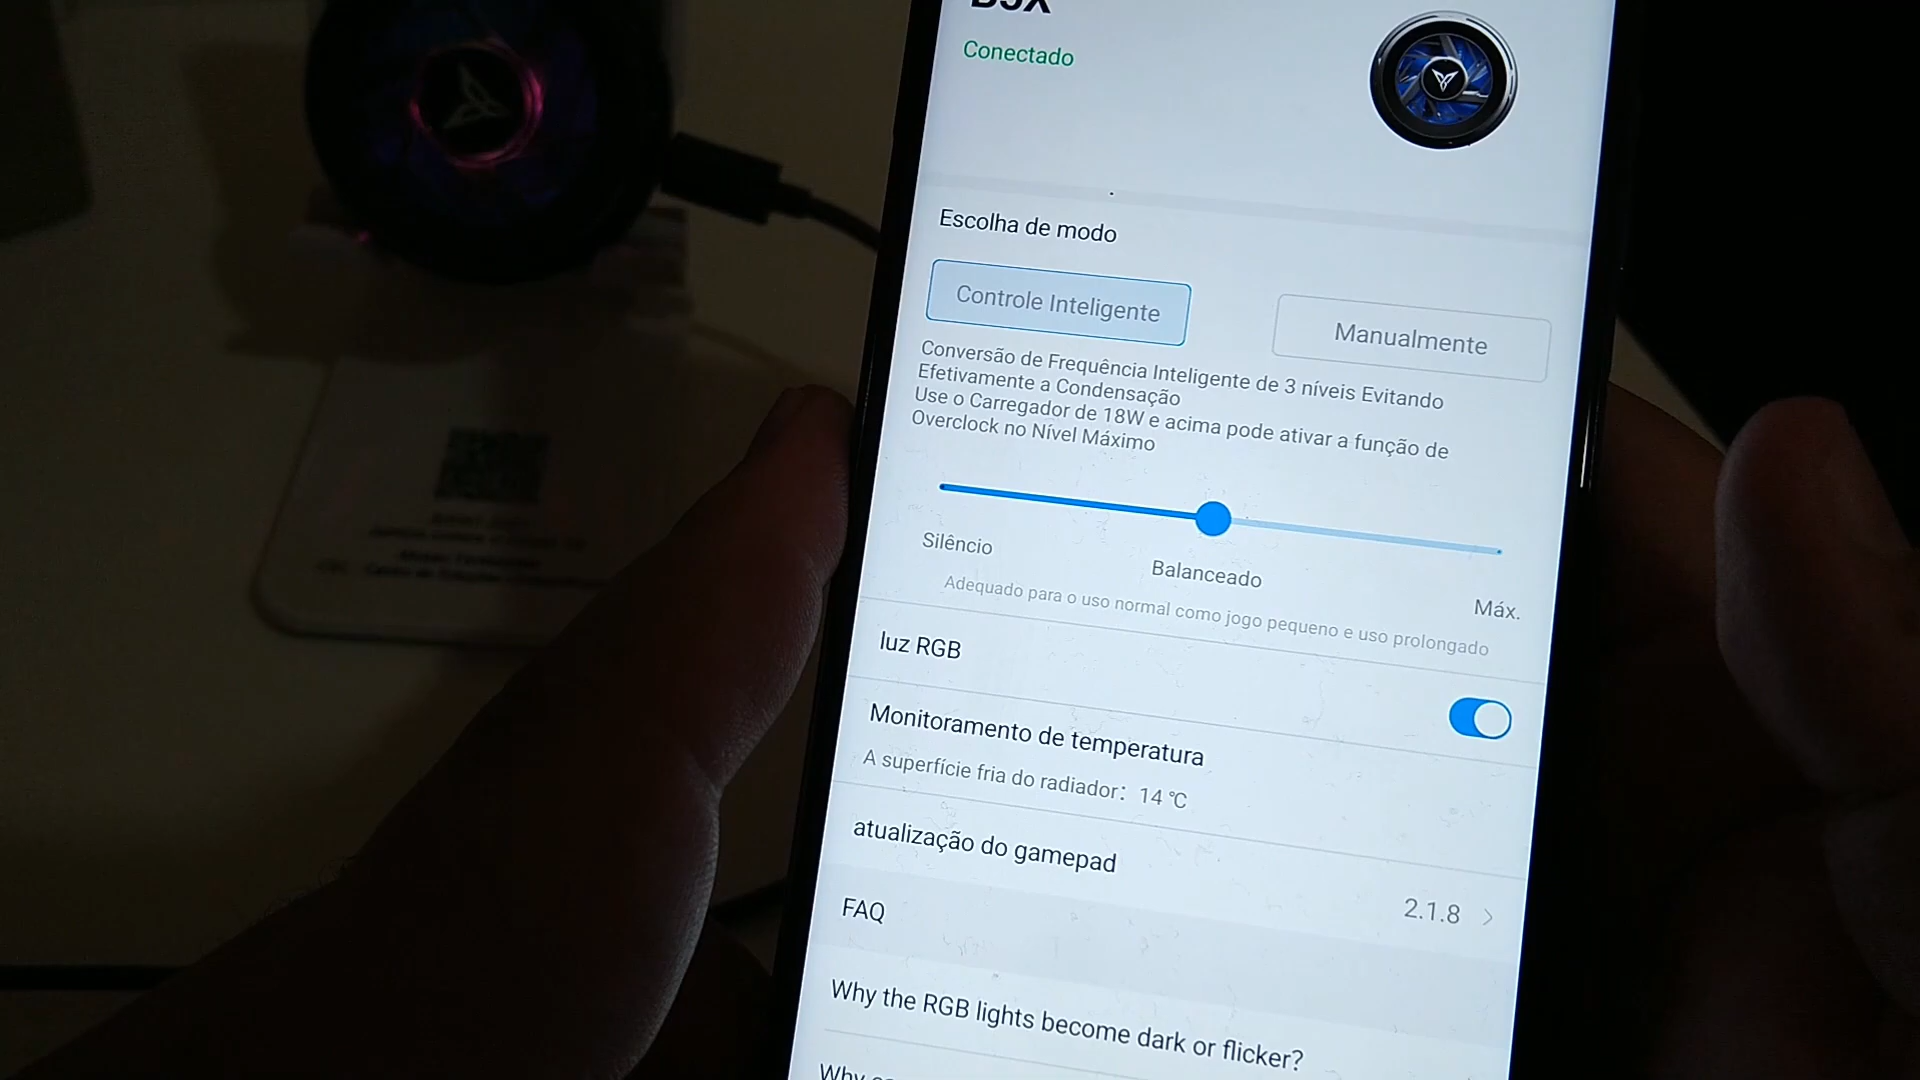 Conectado
Escolha de modo
Controle Inteligente
Manualmente
Conversão de Frequência Inteligente de 3 níveis Evitando
Efetivamente a Condensação
Use o Carregador de 18W e acima pode ativar a função de
Overclock no Nível Máximo
Silêncio
Balanceado
Máx.
Adequado para o uso normal como jogo pequeno e uso prolongado
luz RGB
Monitoramento de temperatura
A superfície fria do radiador: 14 ℃
atualização do gamepad
2.1.8
FAQ
Why the RGB lights become dark or flicker?
Why